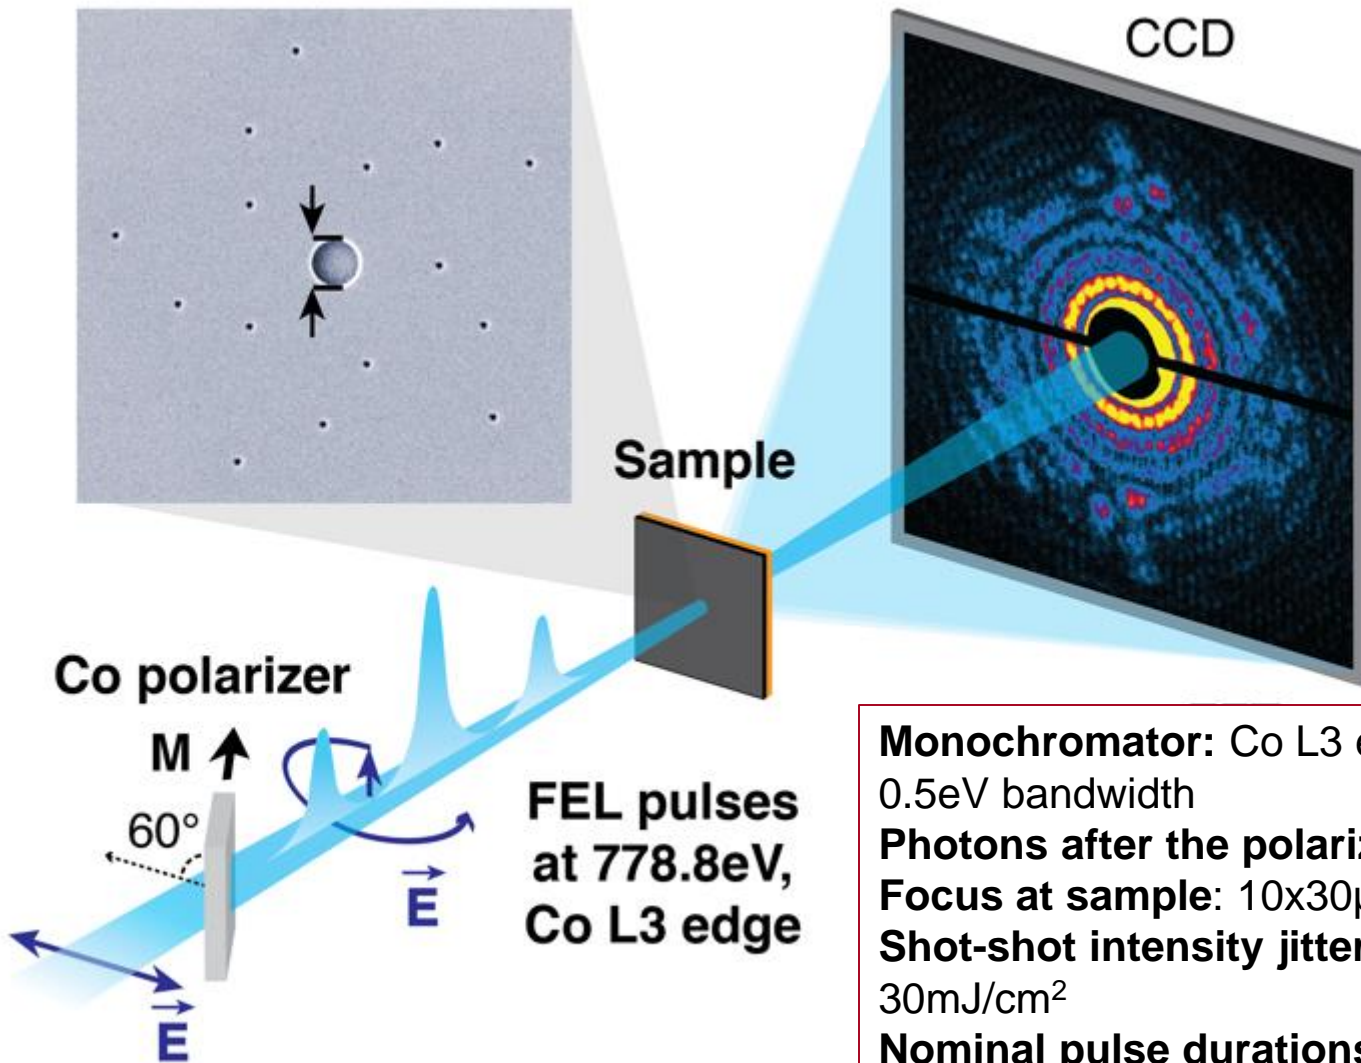 CCD
Sample
Co polarizer
M
60°
E
FEL pulses
at 778.8eV,
Co L3 edge
E
Monochromator: Co L3
0.5eV bandwidth
Photons after the
Focus at sample: 10x30
Shot-shot intensity jitter
30mJ/cm²
Nominal pulse durations